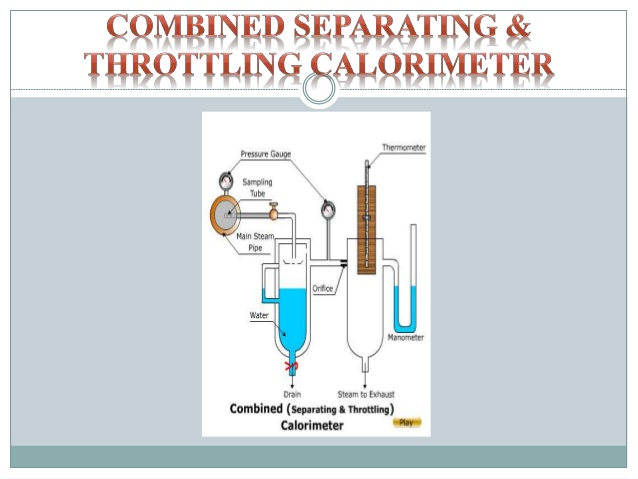 COMBINED SEPARATING &
THROTTLING CALORIMETER
Thermometer
Pressure Gauge
Sampling
Tube
Main Steam
Pipe
Orifice
Water
Manometer
Drain
Steam to Exhaust
Combined (Separating & Throttling)
Calorimeter
Play